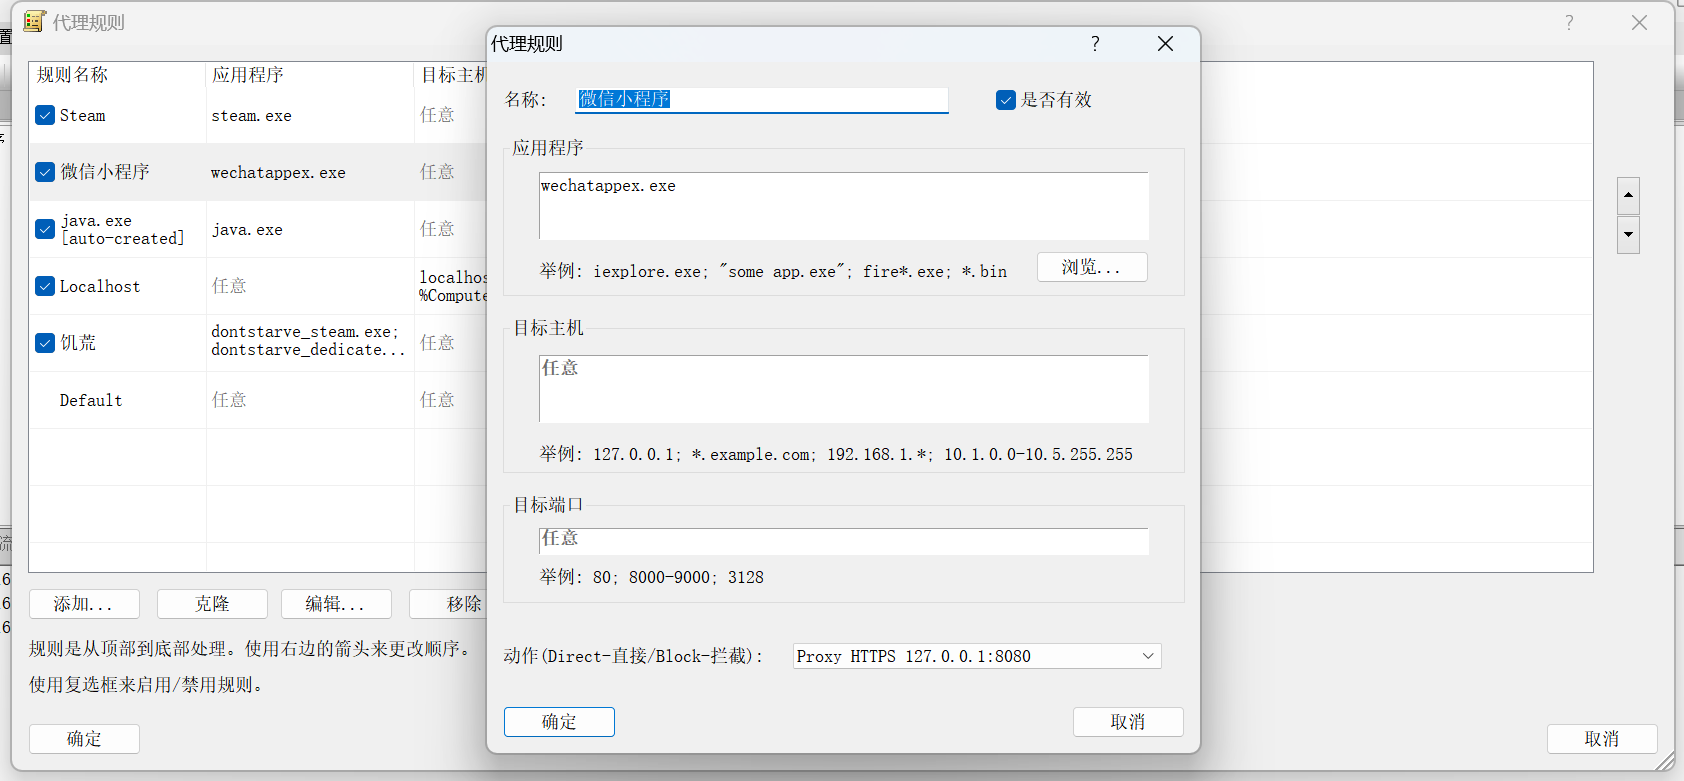 代理规则
规则名称 应用程序 目标主机
Steam steam.exe 任意
微信小程序 wechatappex.exe 任意
java.exe
[auto-created] java.exe 任意
Localhost 任意 localhos
%Compute
饥荒 dontstarve_steam.exe;
dontstarve_dedicate... 任意
Default 任意 任意
添加... 克隆 编辑... 移除
规则是从顶部到底部处理。使用右边的箭头来更改顺序。
使用复选框来启用/禁用规则。
确定 取消
代理规则
名称: 微信小程序 是否有效
应用程序
wechatappex.exe
举例: iexplore.exe; "some app.exe"; fire*.exe; *.bin 浏览...
目标主机
任意
举例: 127.0.0.1; *.example.com; 192.168.1.*; 10.1.0.0-10.5.255.255
目标端口
任意
举例: 80; 8000-9000; 3128
动作(Direct-直接/Block-拦截): Proxy HTTPS 127.0.0.1:8080
确定 取消